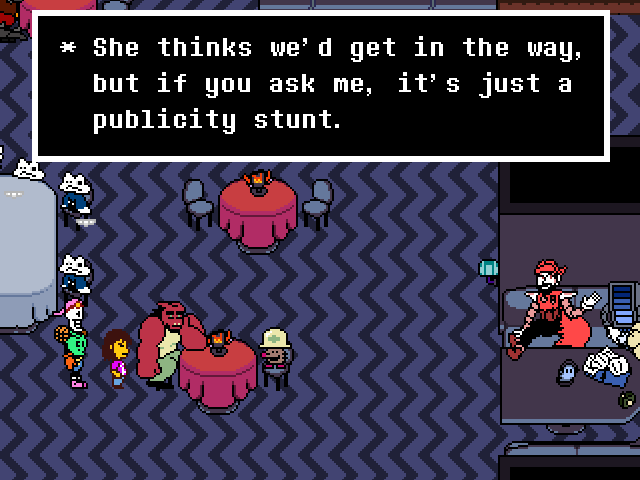 * She thinks we'd get in the way,
but if you ask me, it's just a
publicity stunt.